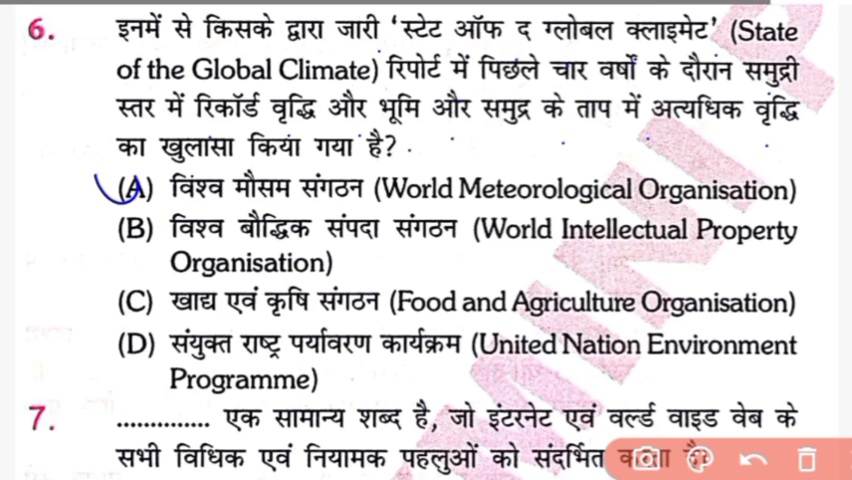 6. इनमें से किसके द्वारा जारी ‘स्टेट ऑफ द ग्लोबल क्लाइमेट’ (State
of the Global Climate) रिपोर्ट में पिछले चार वर्षों के दौरान समुद्री
स्तर में रिकॉर्ड वृद्धि और भूमि और समुद्र के ताप में अत्यधिक वृद्धि
का खुलासा किया गया है?
(A) विश्व मौसम संगठन (World Meteorological Organisation)
(B) विश्व बौद्धिक संपदा संगठन (World Intellectual Property
Organisation)
(C) खाद्य एवं कृषि संगठन (Food and Agriculture Organisation)
(D) संयुक्त राष्ट्र पर्यावरण कार्यक्रम (United Nation Environment
Programme)
7. .............. एक सामान्य शब्द है, जो इंटरनेट एवं वर्ल्ड वाइड वेब के
सभी विधिक एवं नियामक पहलुओं को संदर्भित